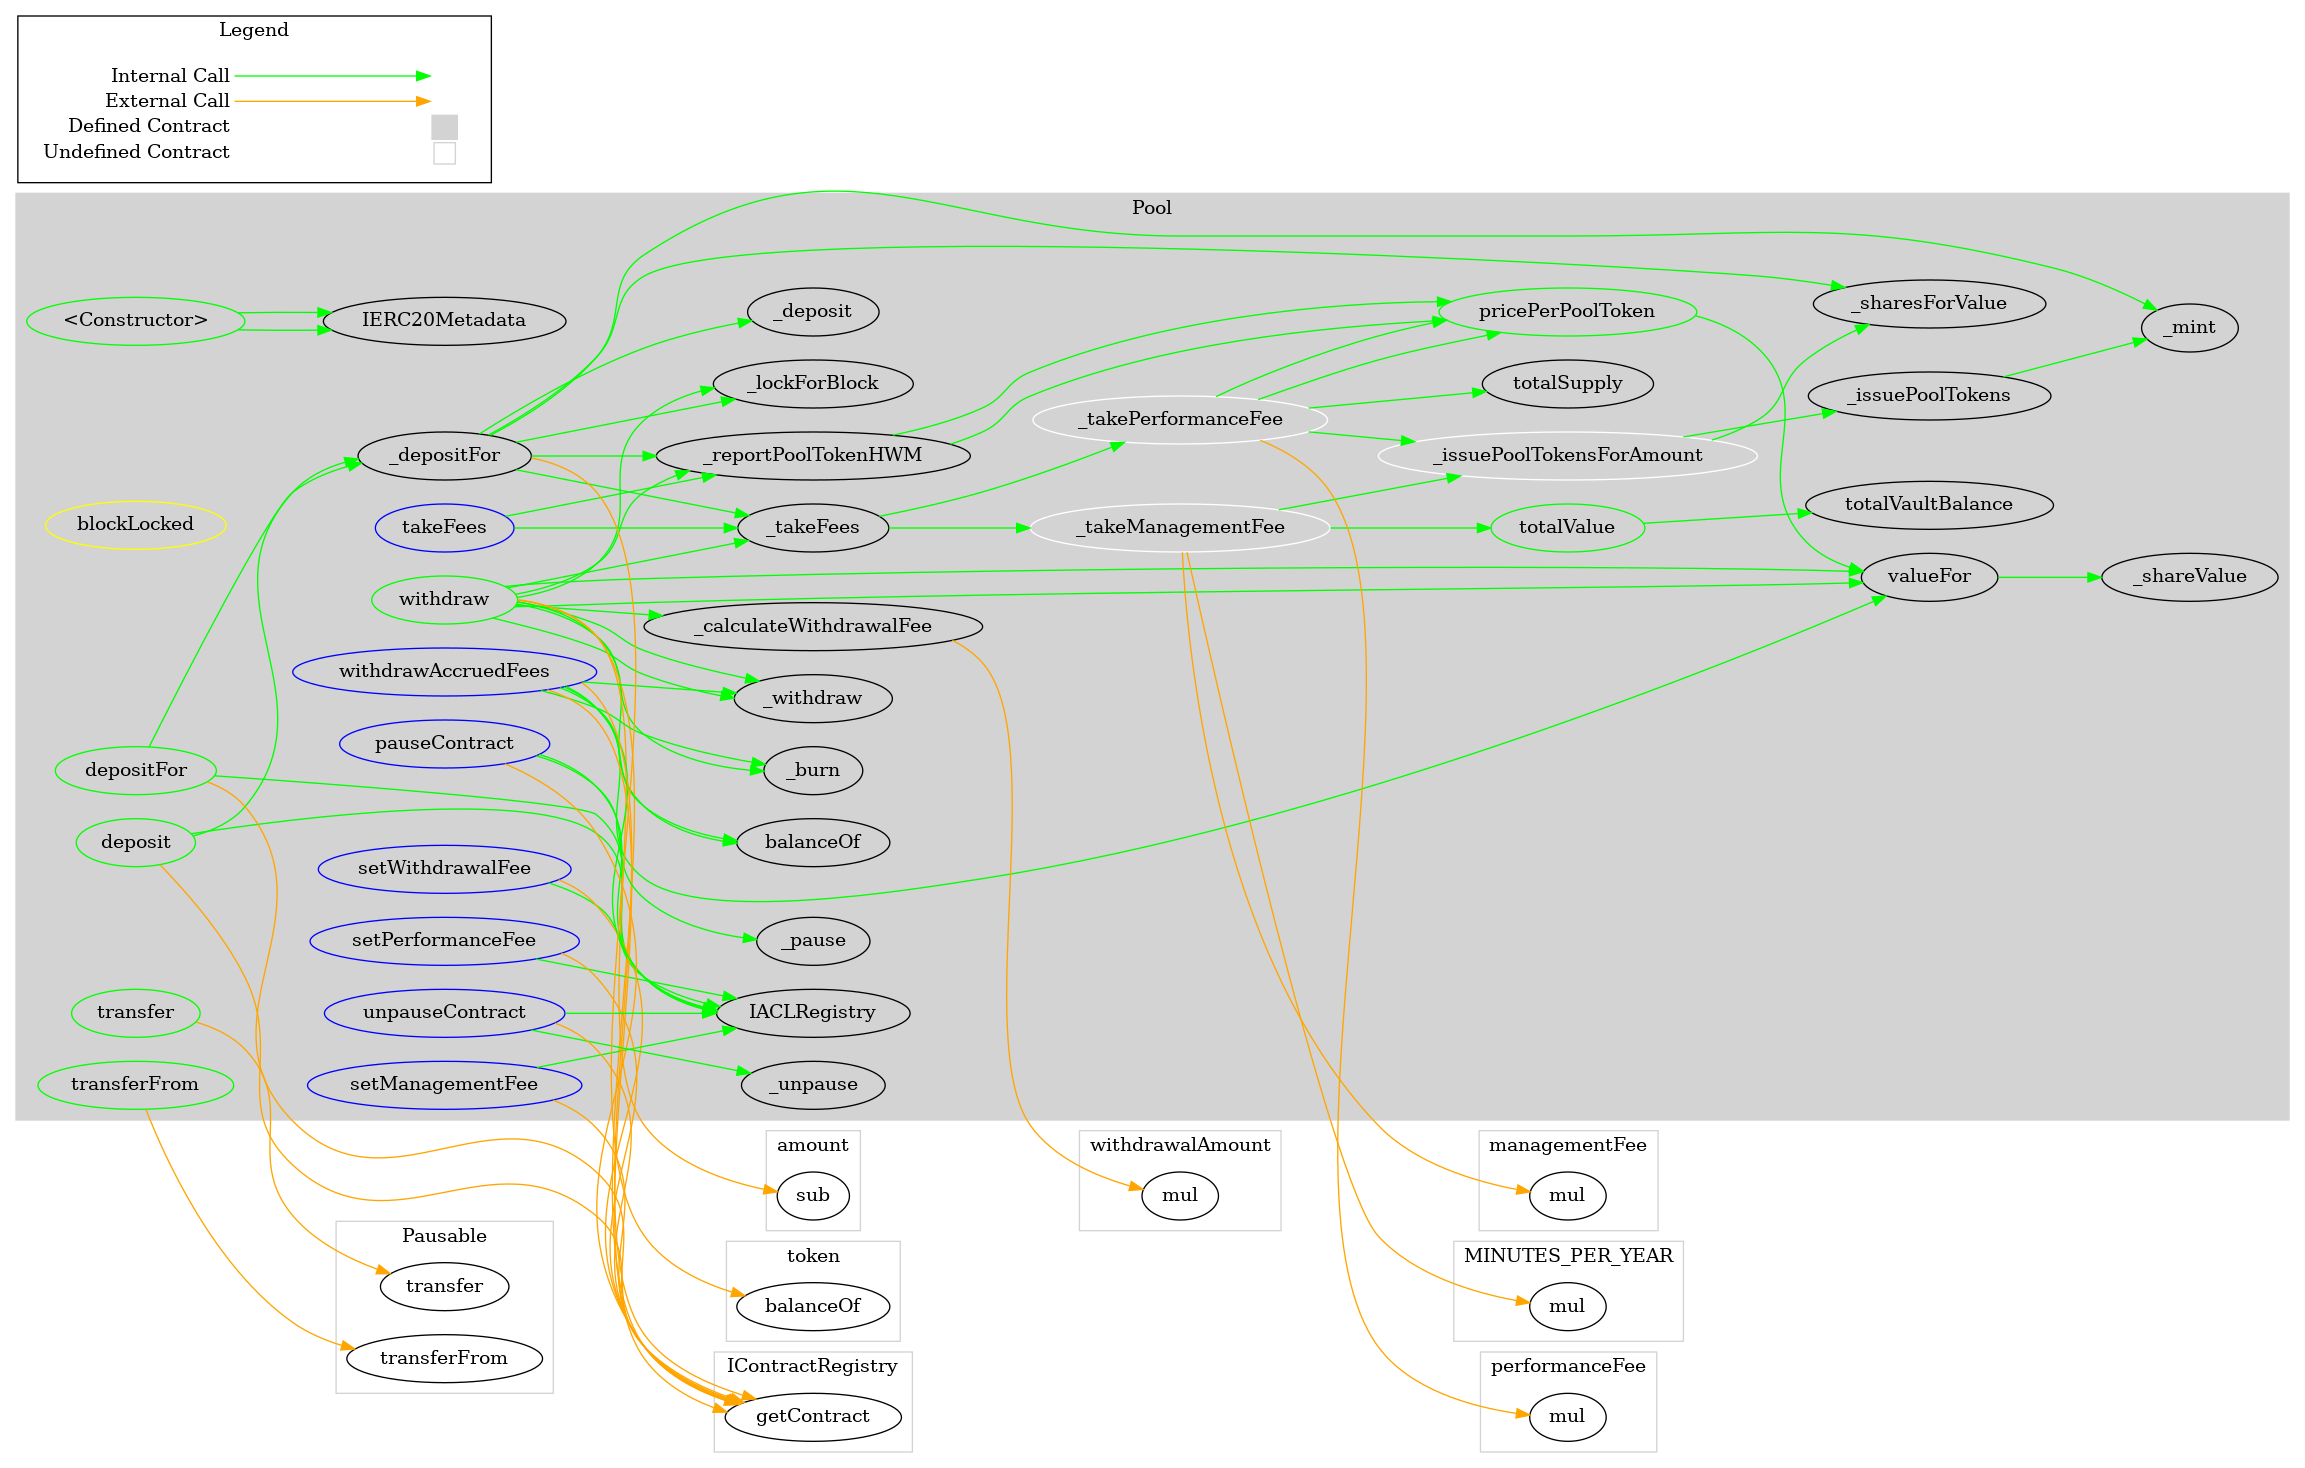 Legend
Internal Call
External Call
Defined Contract
Undefined Contract
Pool
<Constructor>
IERC20Metadata
_deposit
pricePerPoolToken
_sharesForValue
_mint
_lockForBlock
totalSupply
_issuePoolTokens
_takePerformanceFee
_depositFor
_reportPoolTokenHWM
_issuePoolTokensForAmount
blockLocked
takeFees
_takeFees
_takeManagementFee
totalValue
totalVaultBalance
withdraw
valueFor
_shareValue
_calculateWithdrawalFee
withdrawAccruedFees
_withdraw
pauseContract
depositFor
_burn
deposit
balanceOf
setWithdrawalFee
setPerformanceFee
_pause
transfer
unpauseContract
IACLRegistry
transferFrom
setManagementFee
_unpause
amount
sub
withdrawalAmount
mul
managementFee
mul
Pausable
transfer
transferFrom
token
balanceOf
MINUTES_PER_YEAR
mul
IContractRegistry
getContract
performanceFee
mul